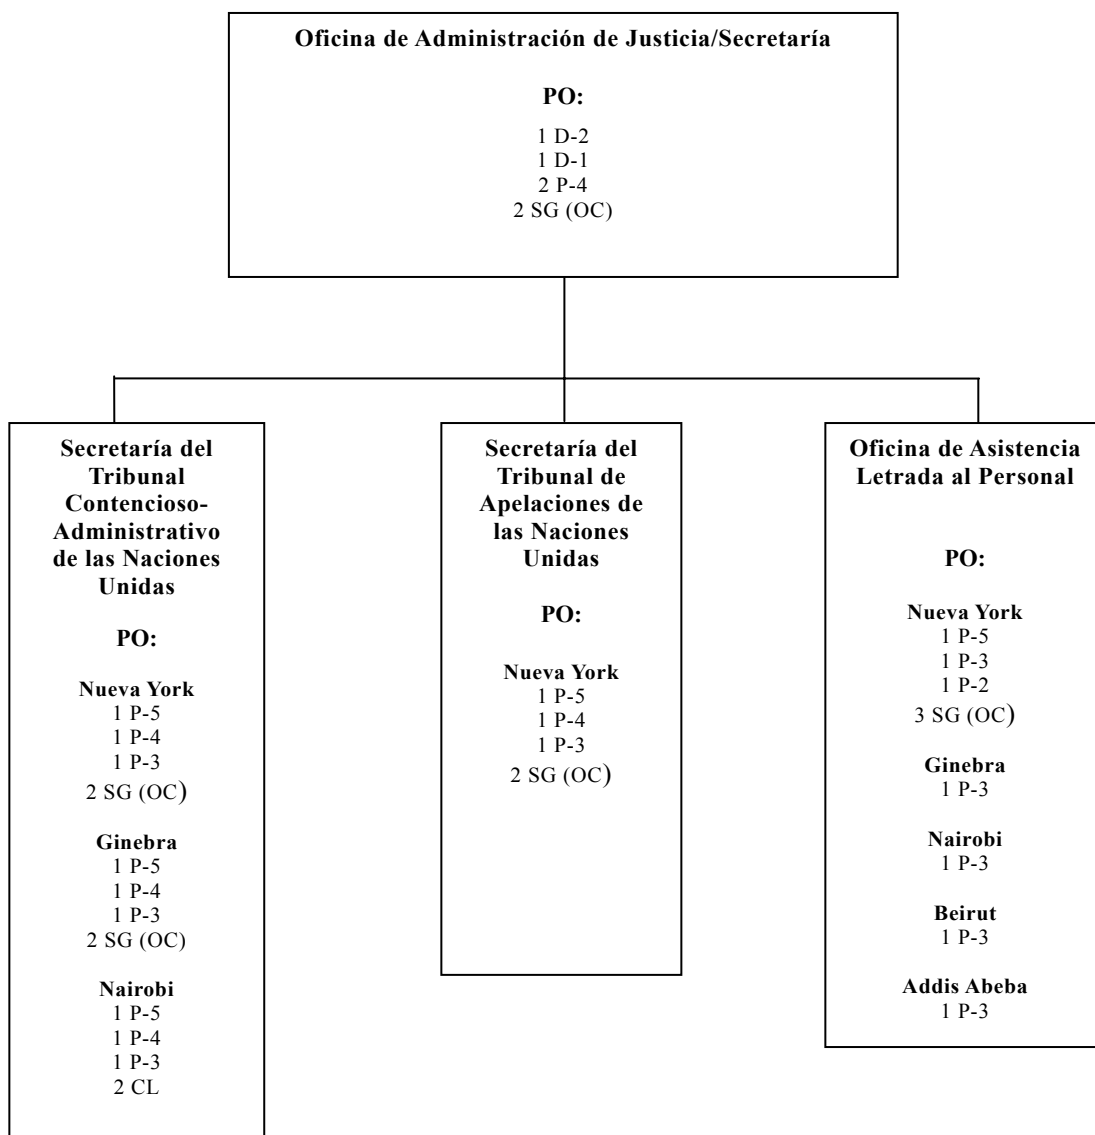 Oficina de Administración de Justicia/Secretaría
PO:
1 D-2
1 D-1
2 P-4
2 SG (OC)
Secretaría del
Tribunal
Contencioso-
Administrativo
de las Naciones
Unidas
PO:
Nueva York
1 P-5
1 P-4
1 P-3
2 SG (OC)
Ginebra
1 P-5
1 P-4
1 P-3
2 SG (OC)
Nairobi
1 P-5
1 P-4
1 P-3
2 CL
Secretaría del
Tribunal de
Apelaciones de
las Naciones
Unidas
PO:
Nueva York
1 P-5
1 P-4
1 P-3
2 SG (OC)
Oficina de Asistencia
Letrada al Personal
PO:
Nueva York
1 P-5
1 P-3
1 P-2
3 SG (OC)
Ginebra
1 P-3
Nairobi
1 P-3
Beirut
1 P-3
Addis Abeba
1 P-3